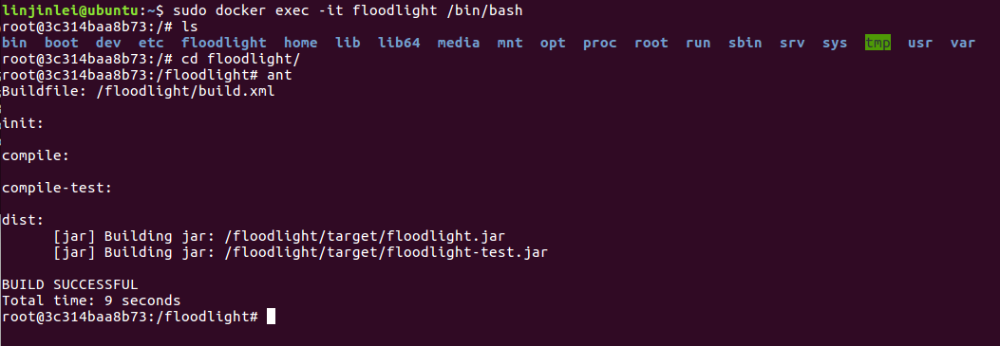 linjinlei@ubuntu:~$ sudo docker exec -it floodlight /bin/bash
root@3c314baa8b73:/# ls
bin boot dev etc floodlight home lib lib64 media mnt opt proc root run sbin srv sys tmp usr var
root@3c314baa8b73:/# cd floodlight/
root@3c314baa8b73:/floodlight# ant
Buildfile: /floodlight/build.xml
init:
compile:
compile-test:
dist:
[jar] Building jar: /floodlight/target/floodlight.jar
[jar] Building jar: /floodlight/target/floodlight-test.jar
BUILD SUCCESSFUL
Total time: 9 seconds
root@3c314baa8b73:/floodlight#